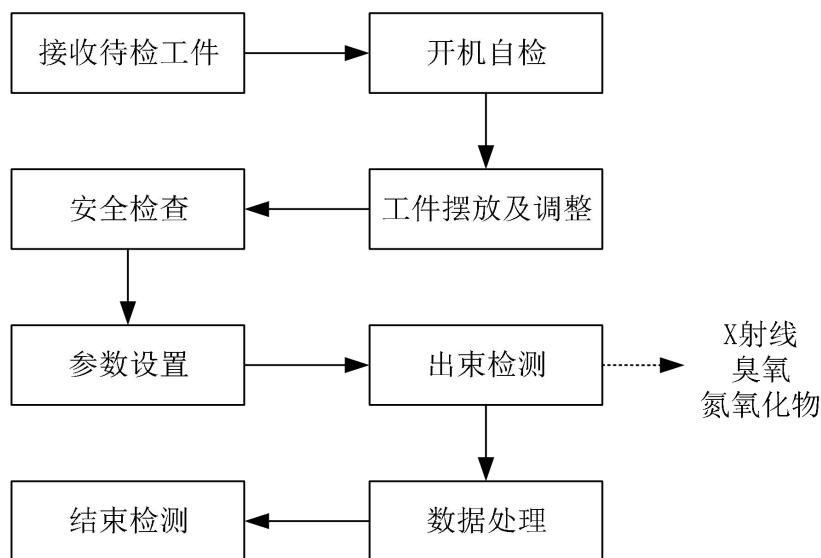 接收待检工件
开机自检
安全检查
工件摆放及调整
参数设置
出束检测
X射线
臭氧
氮氧化物
结束检测
数据处理